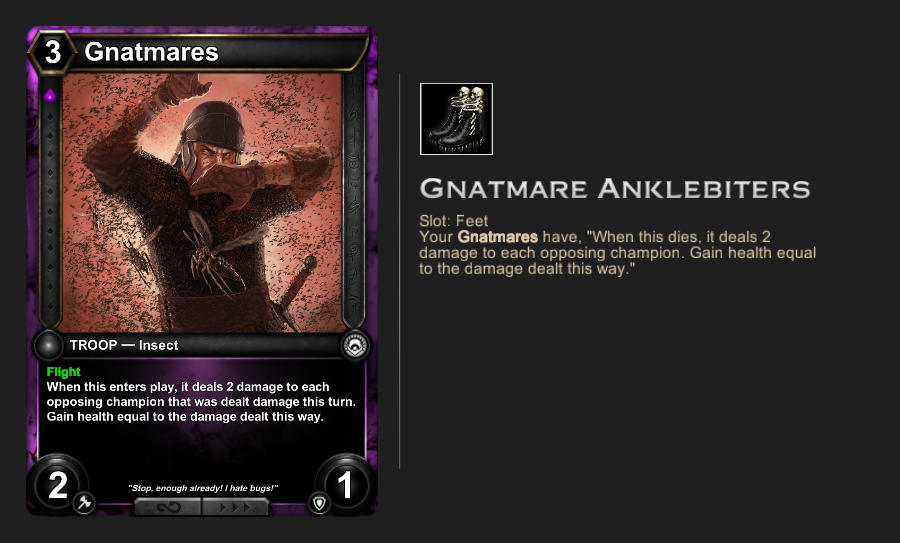 3 Gnatmares
TROOP — Insect
Flight
When this enters play, it deals 2 damage to each
opposing champion that was dealt damage this turn.
Gain health equal to the damage dealt this way.
"Stop, enough already! I hate bugs!"
2 1
GNATMARE ANKLEBITERS
Slot: Feet
Your Gnatmares have, "When this dies, it deals 2
damage to each opposing champion. Gain health equal
to the damage dealt this way."